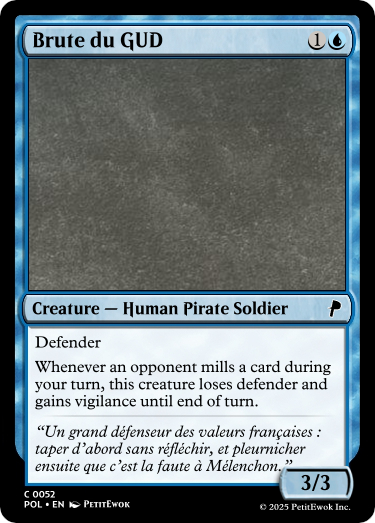 Brute du GUD 1
Creature — Human Pirate Soldier
Defender
Whenever an opponent mills a card during
your turn, this creature loses defender and
gains vigilance until end of turn.
“Un grand défenseur des valeurs françaises :
taper d’abord sans réfléchir, et pleurnicher
ensuite que c’est la faute à Mélenchon.”
3/3
C 0052
POL • EN PetitEwok
© 2025 PetitEwok